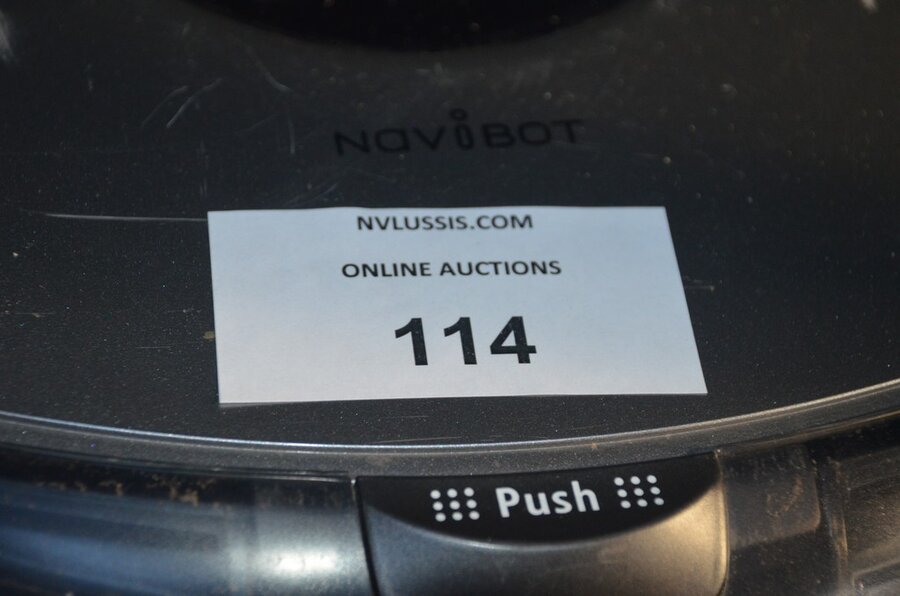 NAVIBOT
NVLUSSIS.COM
ONLINE AUCTIONS
114
Push